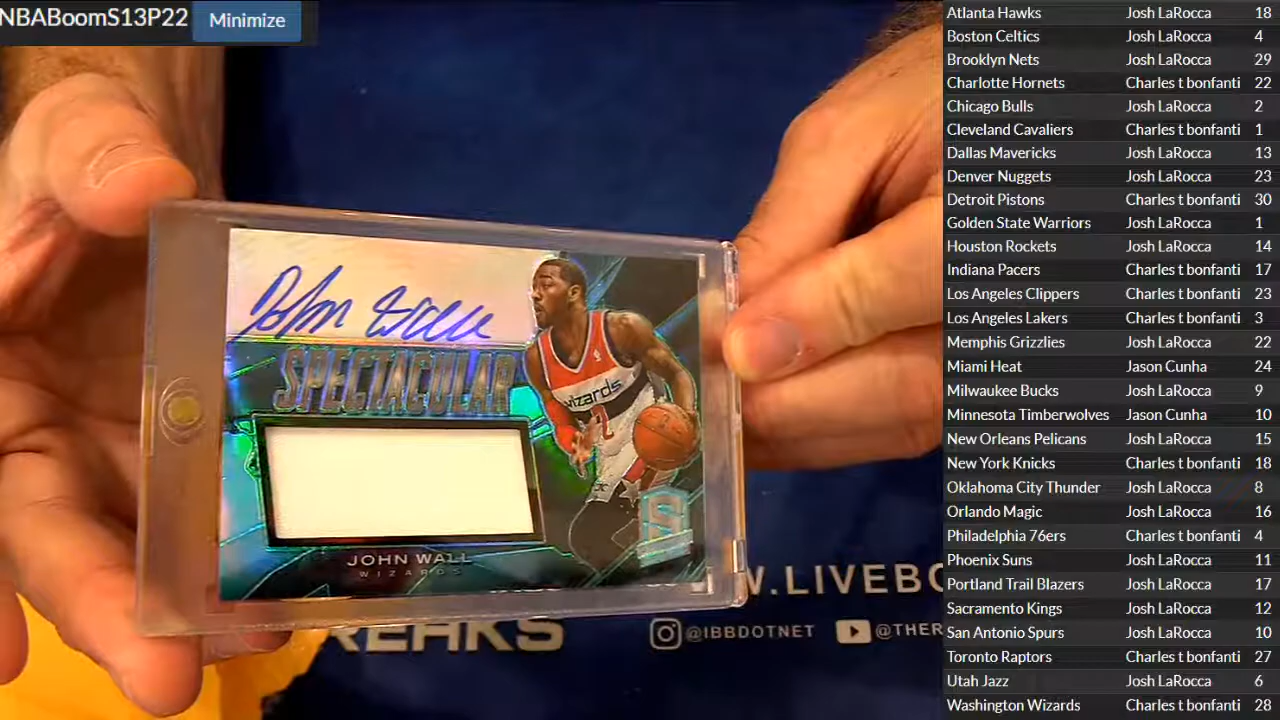 NBABoomS13P22
Minimize
John Wall
SPECTACULAR
wizards
2
JOHN WALL
WIZARDS
W.LIVEBO
REAKS
@IBBDOTNET
@THER
Atlanta Hawks Josh LaRocca 18
Boston Celtics Josh LaRocca 4
Brooklyn Nets Josh LaRocca 29
Charlotte Hornets Charles t bonfanti 22
Chicago Bulls Josh LaRocca 2
Cleveland Cavaliers Charles t bonfanti 1
Dallas Mavericks Josh LaRocca 13
Denver Nuggets Josh LaRocca 23
Detroit Pistons Charles t bonfanti 30
Golden State Warriors Josh LaRocca 1
Houston Rockets Josh LaRocca 14
Indiana Pacers Charles t bonfanti 17
Los Angeles Clippers Charles t bonfanti 23
Los Angeles Lakers Charles t bonfanti 3
Memphis Grizzlies Josh LaRocca 22
Miami Heat Jason Cunha 24
Milwaukee Bucks Josh LaRocca 9
Minnesota Timberwolves Jason Cunha 10
New Orleans Pelicans Josh LaRocca 15
New York Knicks Charles t bonfanti 18
Oklahoma City Thunder Josh LaRocca 8
Orlando Magic Josh LaRocca 16
Philadelphia 76ers Charles t bonfanti 4
Phoenix Suns Josh LaRocca 11
Portland Trail Blazers Josh LaRocca 17
Sacramento Kings Josh LaRocca 12
San Antonio Spurs Josh LaRocca 10
Toronto Raptors Charles t bonfanti 27
Utah Jazz Josh LaRocca 6
Washington Wizards Charles t bonfanti 28